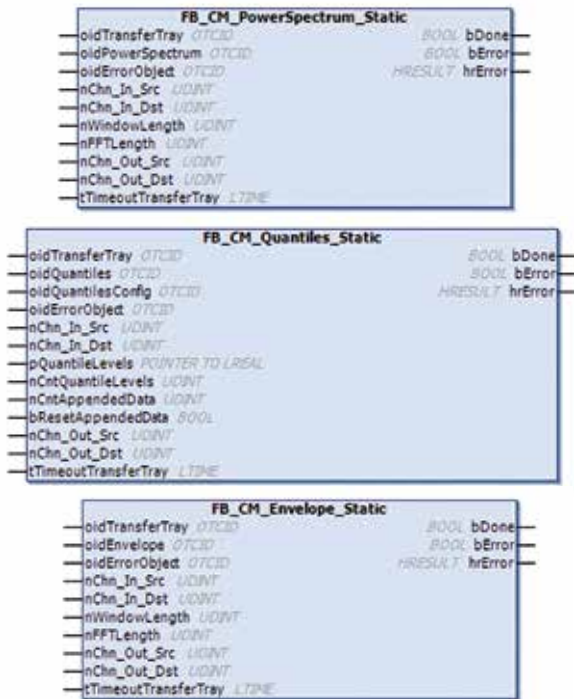 FB_CM_PowerSpectrum_Static
oidTransferTray OTCID BOOL bDone
oidPowerSpectrum OTCID BOOL bError
oidErrorObject OTCID HRESULT hrError
nChn_In_Src UDINT
nChn_In_Dst UDINT
nWindowLength UDINT
nFFTLength UDINT
nChn_Out_Src UDINT
nChn_Out_Dst UDINT
tTimeoutTransferTray LTIME
FB_CM_Quantiles_Static
oidTransferTray OTCID BOOL bDone
oidQuantiles OTCID BOOL bError
oidQuantilesConfig OTCID HRESULT hrError
oidErrorObject OTCID
nChn_In_Src UDINT
nChn_In_Dst UDINT
pQuantileLevels POINTER TO LREAL
nCntQuantileLevels UDINT
nCntAppendedData UDINT
bResetAppendedData BOOL
nChn_Out_Src UDINT
nChn_Out_Dst UDINT
tTimeoutTransferTray LTIME
FB_CM_Envelope_Static
oidTransferTray OTCID BOOL bDone
oidEnvelope OTCID BOOL bError
oidErrorObject OTCID HRESULT hrError
nChn_In_Src UDINT
nChn_In_Dst UDINT
nWindowLength UDINT
nFFTLength UDINT
nChn_Out_Src UDINT
nChn_Out_Dst UDINT
tTimeoutTransferTray LTIME